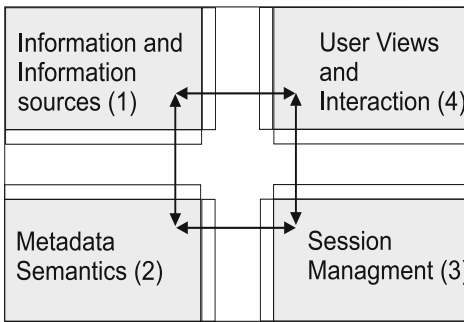 Information and
Information
sources (1)
User Views
and
Interaction (4)
Metadata
Semantics (2)
Session
Managment (3)